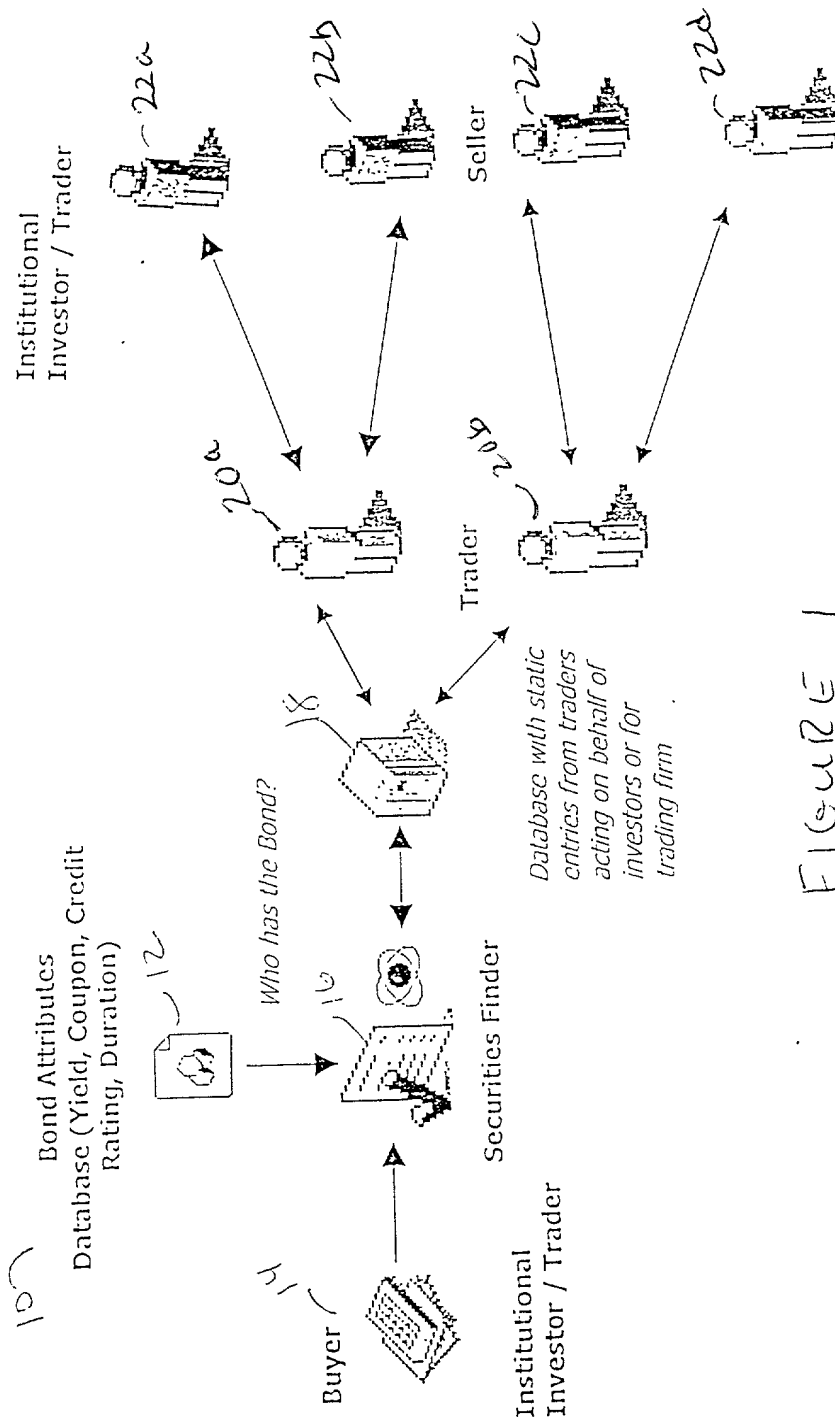 10
Bond Attributes
Database (Yield, Coupon, Credit
Rating, Duration)
12
Institutional
Investor / Trader
22a
22b
Seller
22c
22d
20a
Trader
20b
Who has the Bond?
18
16
Securities Finder
Database with static
entries from traders
acting on behalf of
investors or for
trading firm
Buyer
14
Institutional
Investor / Trader
FIGURE 1